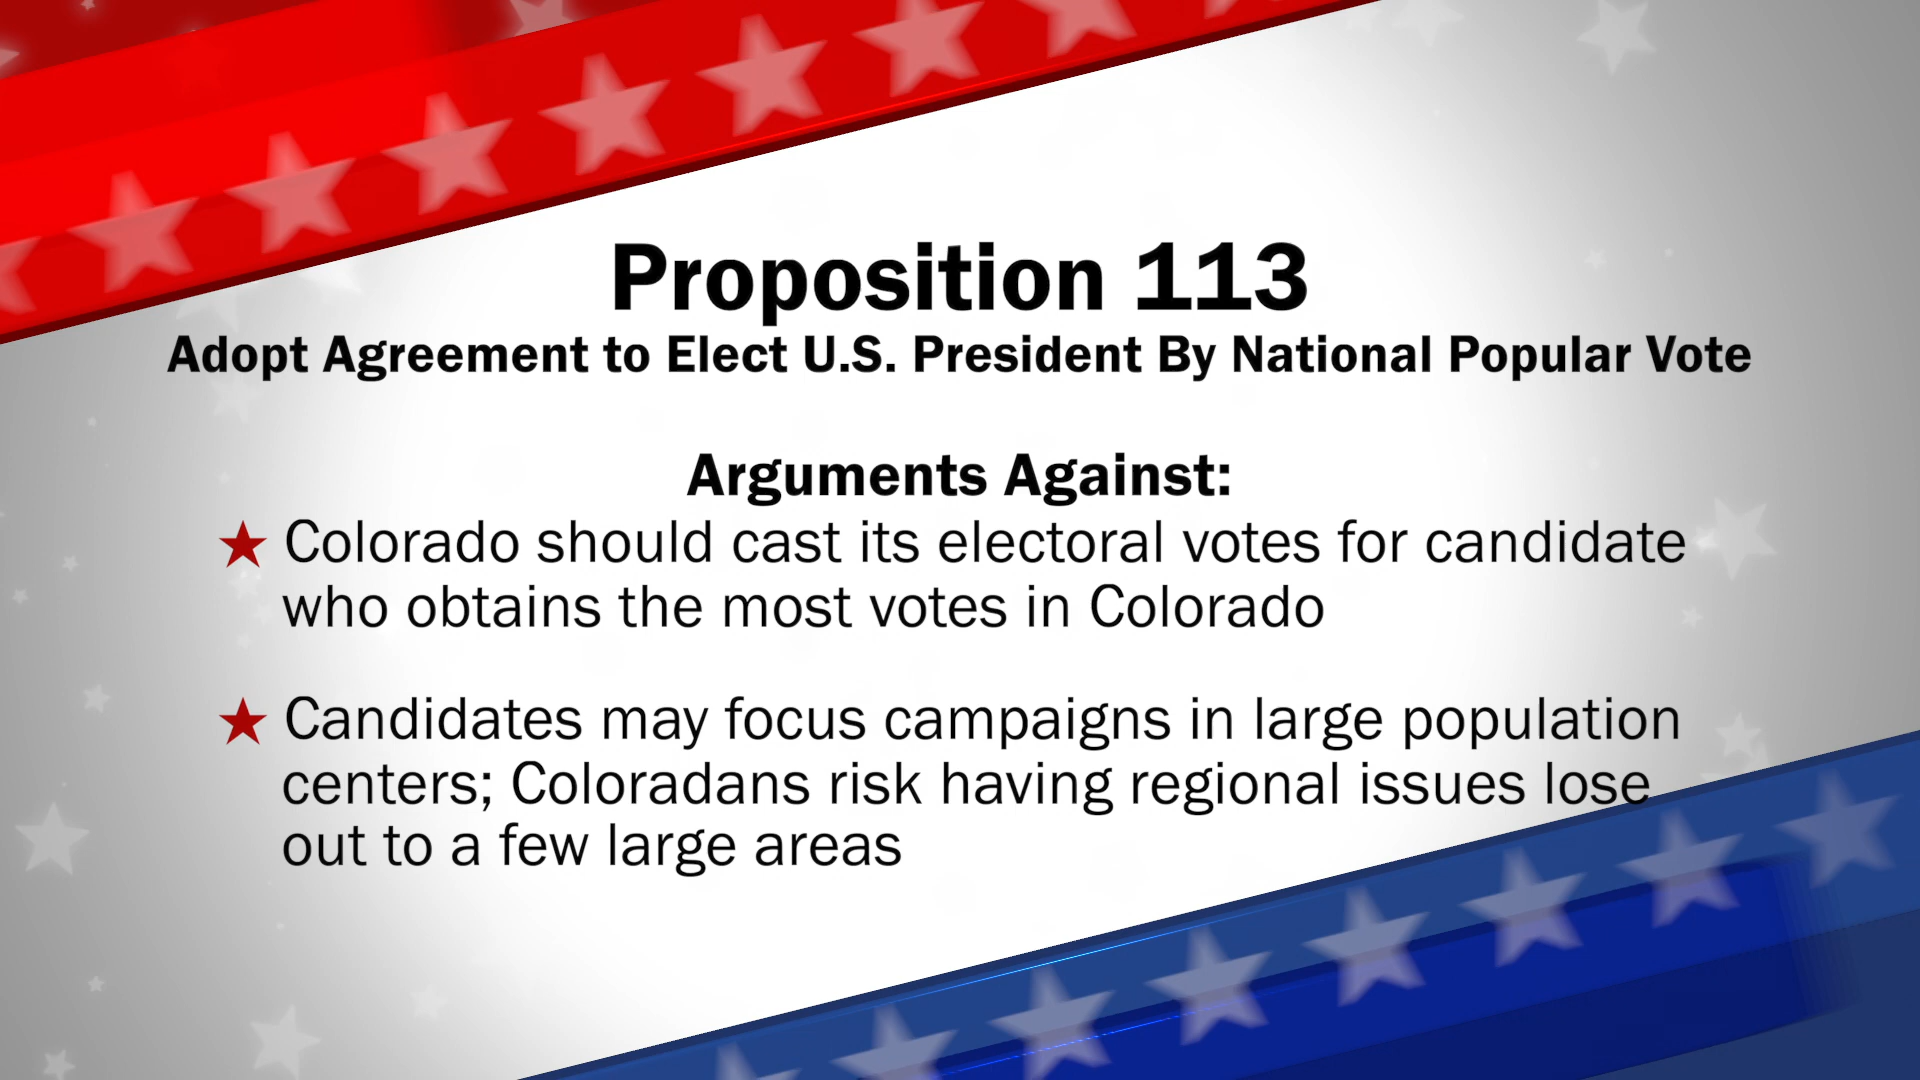 Proposition 113
Adopt Agreement to Elect U.S. President By National Popular Vote
Arguments Against:
Colorado should cast its electoral votes for candidate
who obtains the most votes in Colorado
Candidates may focus campaigns in large population
centers; Coloradans risk having regional issues lose
out to a few large areas